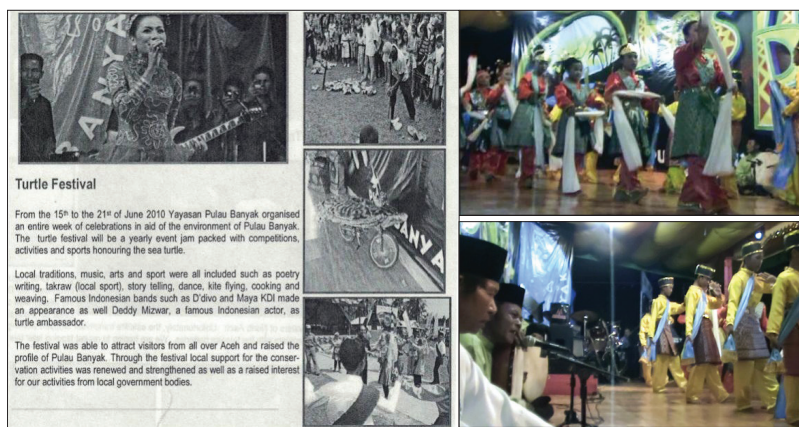 PANYA
Turtle Festival
From the 15th to the 21st of June 2010 Yayasan Pulau Banyak organised
an entire week of celebrations in aid of the environment of Pulau Banyak.
The turtle festival will be a yearly event jam packed with competitions,
activities and sports honouring the sea turtle.
Local traditions, music, arts and sport were all included such as poetry
writing, takraw (local sport), story telling, dance, kite flying, cooking and
weaving. Famous Indonesian bands such as D'divo and Maya KDI made
an appearance as well Deddy Mizwar, a famous Indonesian actor, as
turtle ambassador.
The festival was able to attract visitors from all over Aceh and raised the
profile of Pulau Banyak. Through the festival local support for the conser-
vation activities was renewed and strengthened as well as a raised interest
for our activities from local government bodies.